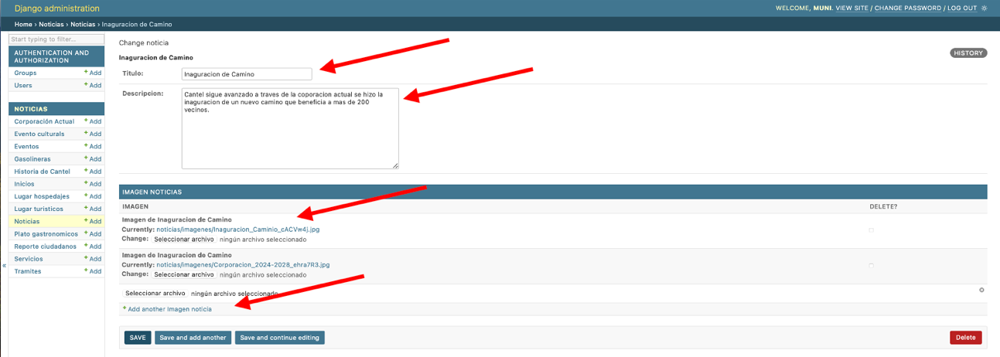 Django administration
WELCOME, MUNI. VIEW SITE / CHANGE PASSWORD / LOG OUT
Home › Noticias › Noticias › Inaguracion de Camino
Start typing to filter...
AUTHENTICATION AND
AUTHORIZATION
Groups + Add
Users + Add
NOTICIAS
Corporación Actual + Add
Evento culturals + Add
Eventos + Add
Gasolineras + Add
Historia de Cantel + Add
Inicios + Add
Lugar hospedajes + Add
Lugar turisticos + Add
Noticias + Add
Plato gastronomicos + Add
Reporte ciudadanos + Add
Servicios + Add
Tramites + Add
«
Change noticia
HISTORY
Inaguracion de Camino
Titulo: Inaguracion de Camino
Descripcion: Cantel sigue avanzado a traves de la coporacion actual se hizo la
inaguracion de un nuevo camino que beneficia a mas de 200
vecinos.
IMAGEN NOTICIAS
IMAGEN DELETE?
Imagen de Inaguracion de Camino
Currently: noticias/imagenes/Inaguracion_Caminio_cACVw4j.jpg
Change: Seleccionar archivo ningún archivo seleccionado
Imagen de Inaguracion de Camino
Currently: noticias/imagenes/Corporacion_2024-2028_ehra7R3.jpg
Change: Seleccionar archivo ningún archivo seleccionado
Seleccionar archivo ningún archivo seleccionado
+ Add another Imagen noticia
SAVE Save and add another Save and continue editing Delete